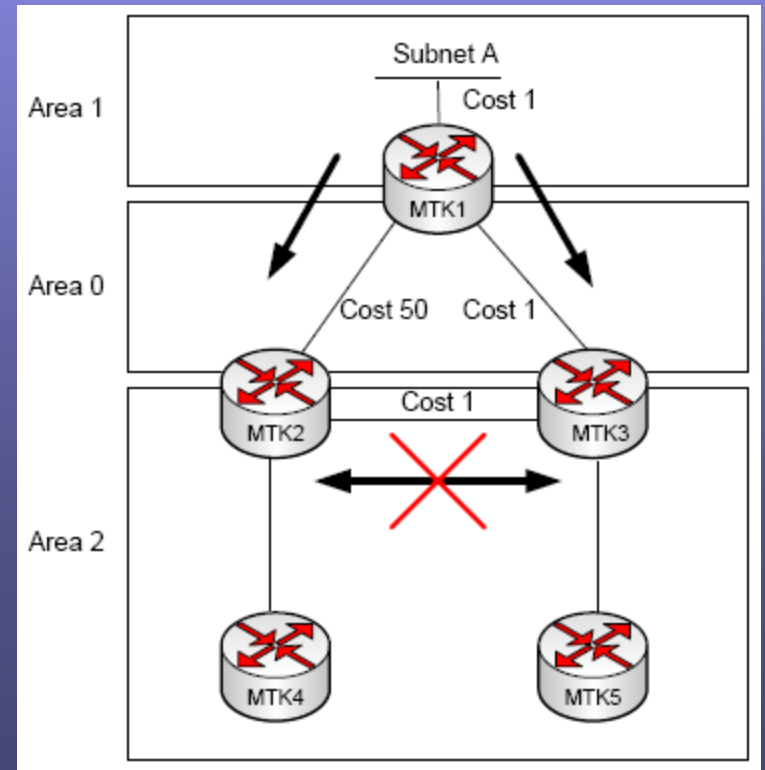 Subnet A
Area 1
Cost 1
MTK1
Area 0
Cost 50
Cost 1
Cost 1
MTK2
MTK3
Area 2
MTK4
MTK5